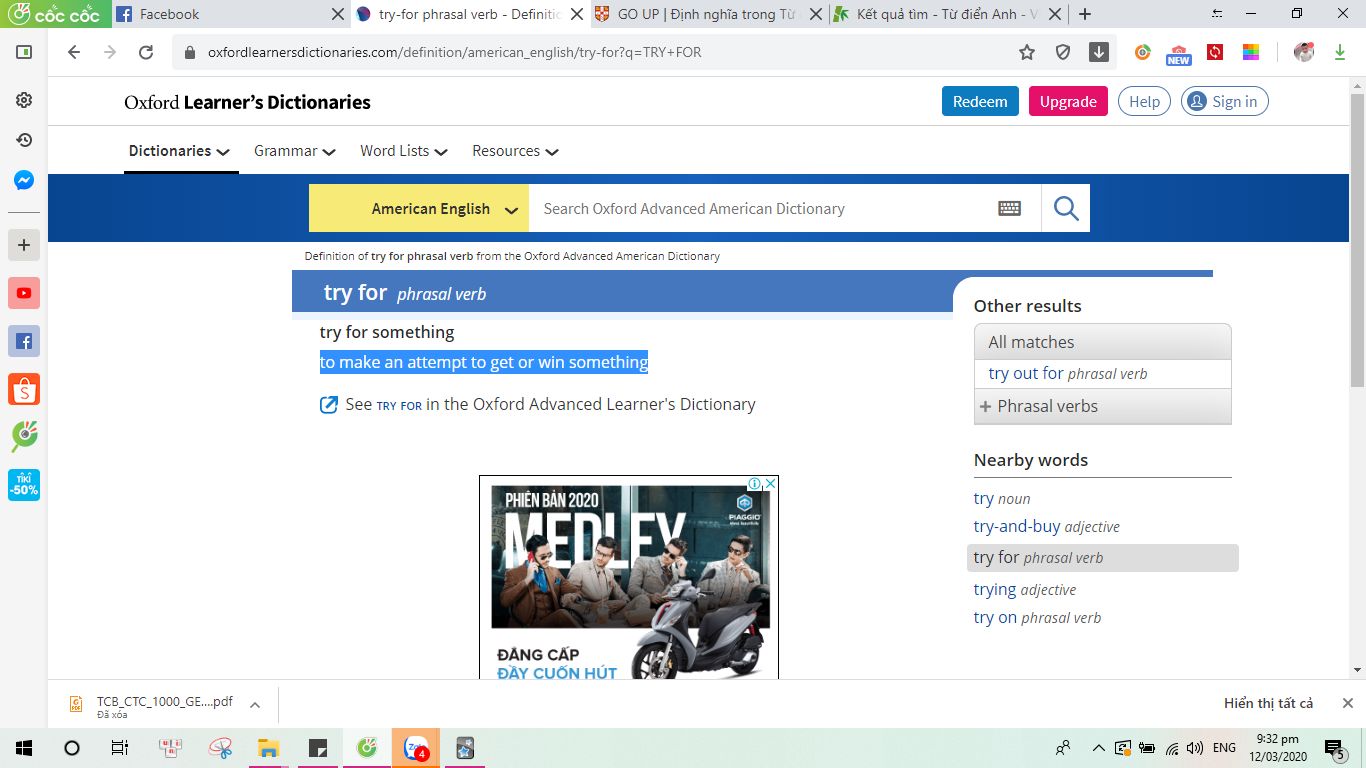 cốc cốc
Facebook
try-for phrasal verb - Definitic
GO UP | Định nghĩa trong Từ
Kết quả tìm - Từ điển Anh - V
oxfordlearnersdictionaries.com/definition/american_english/try-for?q=TRY+FOR
NEW
Oxford Learner's Dictionaries
Redeem
Upgrade
Help
Sign in
Dictionaries
Grammar
Word Lists
Resources
American English
Search Oxford Advanced American Dictionary
Definition of try for phrasal verb from the Oxford Advanced American Dictionary
try for phrasal verb
try for something
to make an attempt to get or win something
See TRY FOR in the Oxford Advanced Learner's Dictionary
Other results
All matches
try out for phrasal verb
Phrasal verbs
Nearby words
try noun
try-and-buy adjective
try for phrasal verb
trying adjective
try on phrasal verb
TIKI
-50%
PHIÊN BẢN 2020
MEDLEY
PIAGGIO
ĐẲNG CẤP
ĐẦY CUỐN HÚT
TCB_CTC_1000_GE....pdf
Đã xóa
Hiển thị tất cả
Zalo
4
ENG
9:32 pm
12/03/2020
5